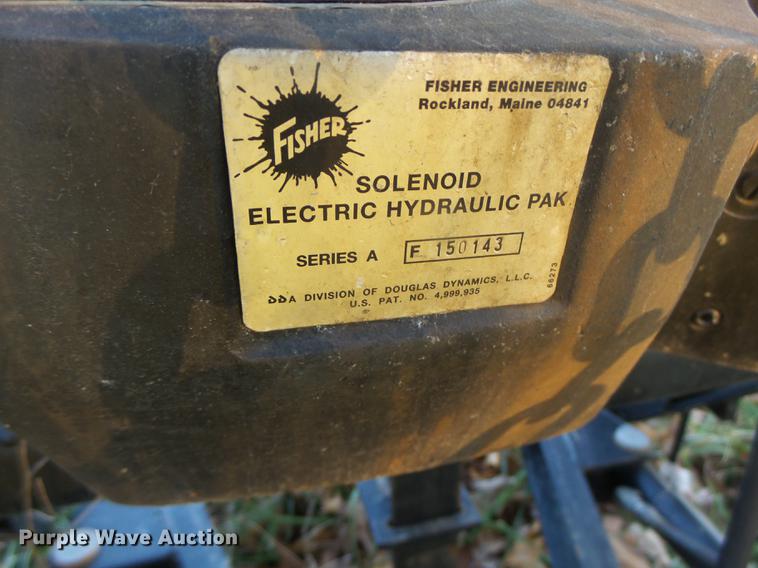 FISHER
FISHER ENGINEERING
Rockland, Maine 04841
SOLENOID
ELECTRIC HYDRAULIC PAK
SERIES A F 150143
A DIVISION OF DOUGLAS DYNAMICS, L.L.C.
U.S. PAT. NO. 4,999,935
66273
Purple Wave Auction